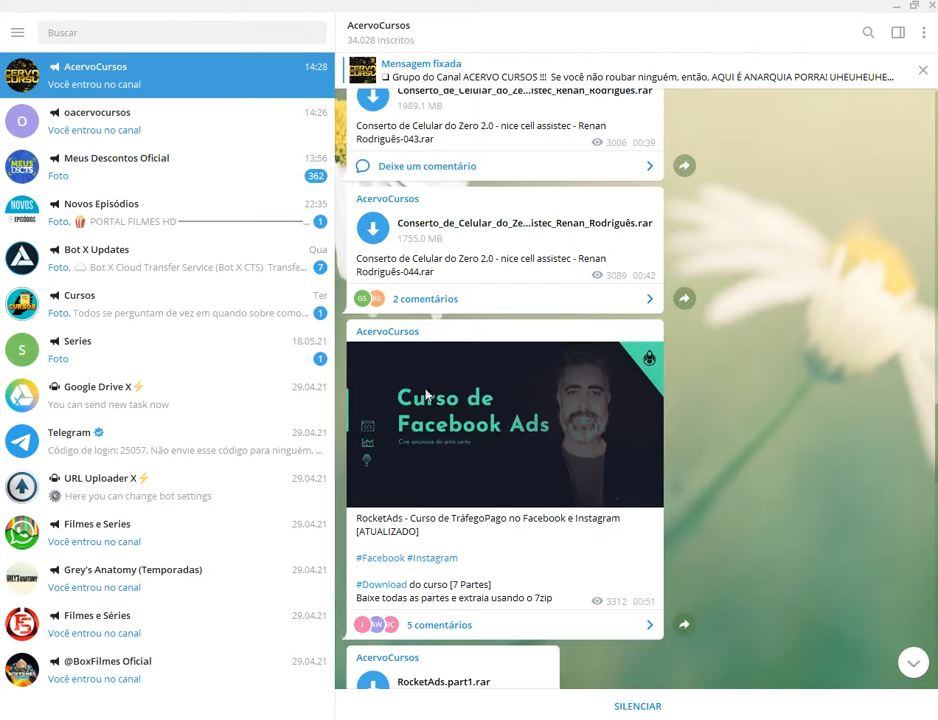 Buscar
AcervoCursos
14:28
Você entrou no canal
oacervocursos
14:26
Você entrou no canal
Meus Descontos Oficial
13:56
Foto
362
Novos Episódios
22:35
Foto, 🍿 PORTAL FILMES HD ─────────────...
1
Bot X Updates
Qua
Foto, ☁️ Bot X Cloud Transfer Service (Bot X CTS) Transfe...
7
Cursos
Ter
Foto, Todos se perguntam de vez em quando sobre como...
1
Series
18.05.21
Foto
1
Google Drive X⚡
29.04.21
You can send new task now
Telegram
29.04.21
Código de login: 25057. Não envie esse código para ninguém, ...
URL Uploader X⚡
29.04.21
Here you can change bot settings
Filmes e Series
29.04.21
Você entrou no canal
Grey's Anatomy (Temporadas)
29.04.21
Você entrou no canal
Filmes e Séries
29.04.21
Você entrou no canal
@BoxFilmes Oficial
29.04.21
Você entrou no canal
AcervoCursos
34.028 inscritos
Mensagem fixada
❑ Grupo do Canal ACERVO CURSOS !!! Se você não roubar ninguém, então, AQUI É ANARQUIA PORRA! UHEUHEUHE...
Conserto_de_Celular_do_Ze...istec_Renan_Rodriguês.rar
1989.1 MB
Conserto de Celular do Zero 2.0 - nice cell assistec - Renan
Rodriguês-043.rar
3006 00:39
Deixe um comentário
AcervoCursos
Conserto_de_Celular_do_Ze...istec_Renan_Rodriguês.rar
1755.0 MB
Conserto de Celular do Zero 2.0 - nice cell assistec - Renan
Rodriguês-044.rar
3089 00:42
2 comentários
AcervoCursos
Curso de
Facebook Ads
Crie anúncios do jeito certo
RocketAds - Curso de TráfegoPago no Facebook e Instagram
[ATUALIZADO]
#Facebook #Instagram
#Download do curso [7 Partes]
Baixe todas as partes e extraia usando o 7zip
3312 00:51
5 comentários
AcervoCursos
RocketAds.part1.rar
SILENCIAR